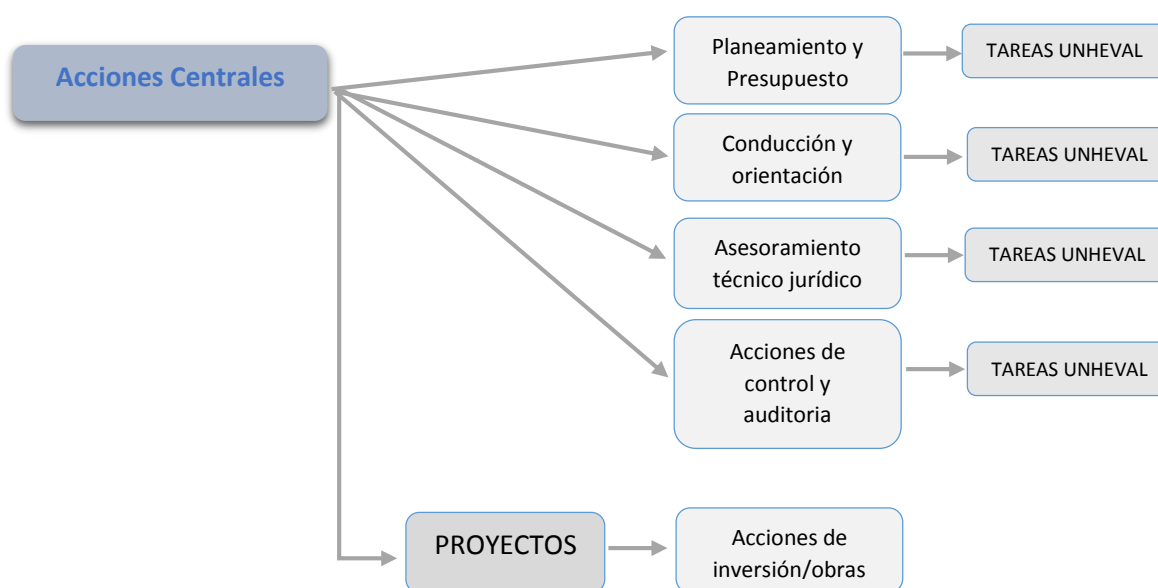 Acciones Centrales
Planeamiento y
Presupuesto
TAREAS UNHEVAL
Conducción y
orientación
TAREAS UNHEVAL
Asesoramiento
técnico jurídico
TAREAS UNHEVAL
Acciones de
control y
auditoria
TAREAS UNHEVAL
PROYECTOS
Acciones de
inversión/obras